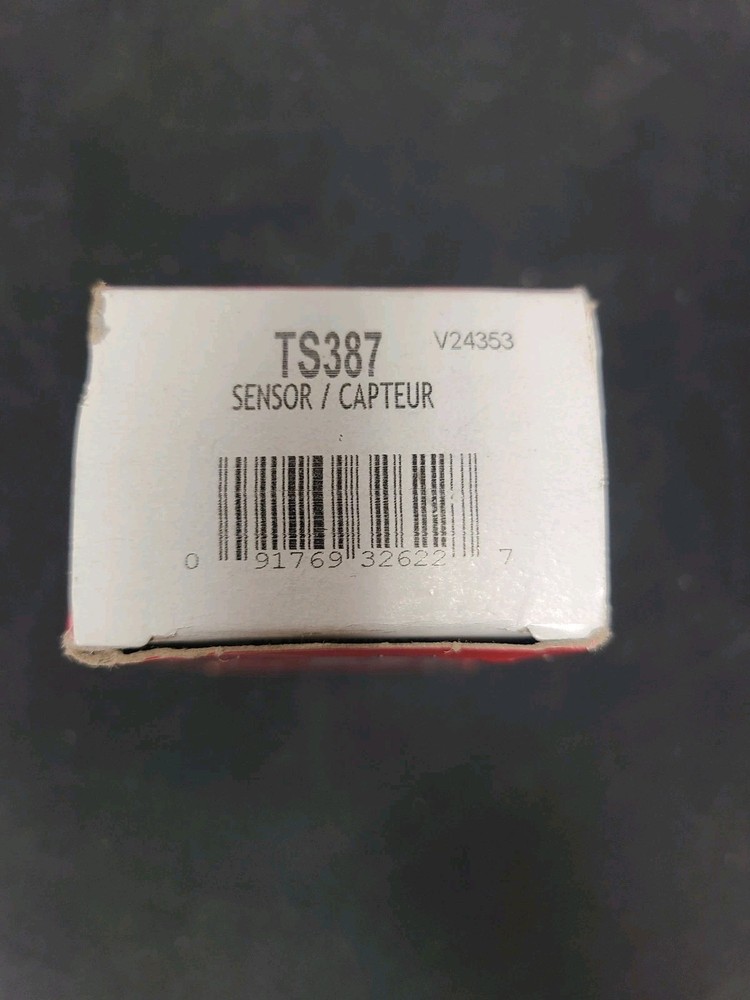 TS387 V24353
SENSOR / CAPTEUR
0 91769 32622 7